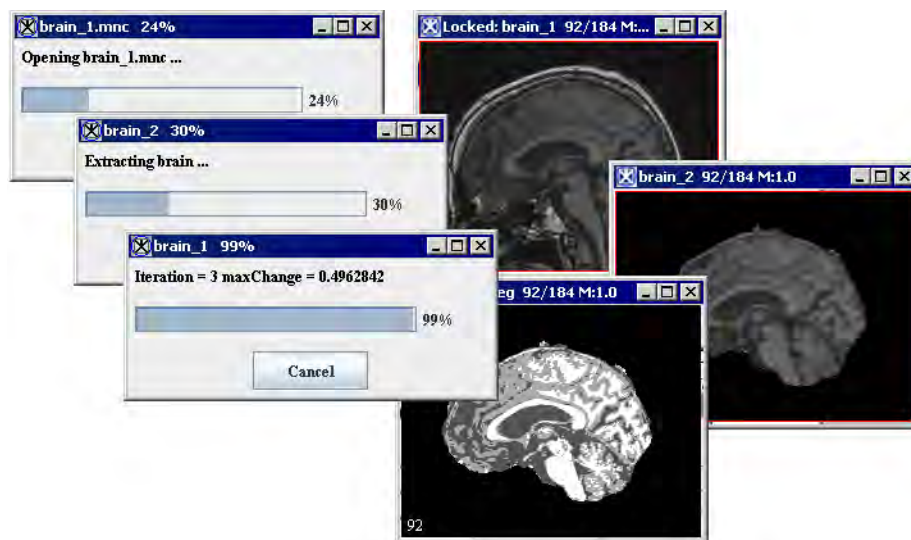 brain_1.mnc 24%
Opening brain_1.mnc ...
24%
brain_2 30%
Extracting brain ...
30%
brain_1 99%
Iteration = 3 maxChange = 0.4962842
99%
Cancel
Locked: brain_1 92/184 M:...
brain_2 92/184 M:1.0
eg 92/184 M:1.0
92